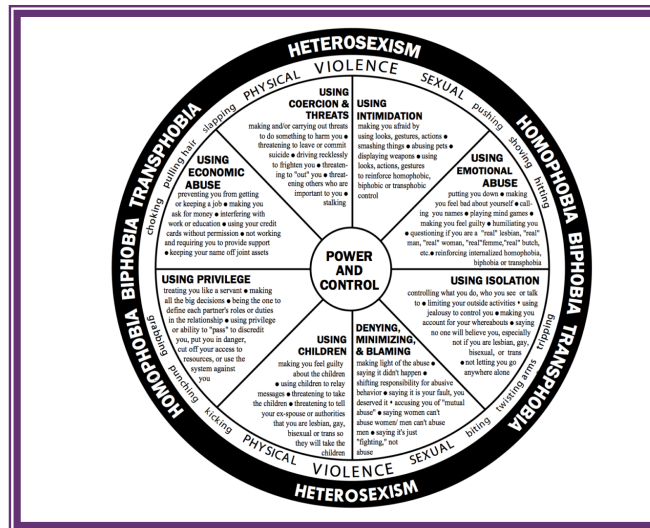 HETEROSEXISM
HOMOPHOBIA BIPHOBIA TRANSPHOBIA
HOMOPHOBIA BIPHOBIA TRANSPHOBIA
HETEROSEXISM
PHYSICAL VIOLENCE SEXUAL
slapping
pulling hair
choking
pushing
shoving
hitting
USING
COERCION &
THREATS
making and/or carrying out threats
to do something to harm you ●
threatening to leave or commit
suicide ● driving recklessly
to frighten you ● threaten-
ing to "out" you ● threat-
ening others who are
important to you ●
stalking
USING
INTIMIDATION
making you afraid by
using looks, gestures, actions ●
smashing things ● abusing pets ●
displaying weapons ● using
looks, actions, gestures
to reinforce homophobic,
biphobic or transphobic
control
USING
ECONOMIC
ABUSE
preventing you from getting
or keeping a job ● making you
ask for money ● interfering with
work or education ● using your credit
cards without permission ● not working
and requiring you to provide support
● keeping your name off joint assets
USING
EMOTIONAL
ABUSE
putting you down ● making
you feel bad about yourself ● call-
ing you names ● playing mind games ●
making you feel guilty ● humiliating you
● questioning if you are a "real" lesbian, "real"
man, "real" woman, "real"femme, "real" butch,
etc.● reinforcing internalized homophobia,
biphobia or transphobia
POWER
AND
CONTROL
USING PRIVILEGE
treating you like a servant ● making
all the big decisions ● being the one to
define each partner's roles or duties
in the relationship ● using privilege
or ability to "pass" to discredit
you, put you in danger,
cut off your access to
resources, or use the
system against
you
USING ISOLATION
controlling what you do, who you see or talk
to ● limiting your outside activities • using
jealousy to control you ● making you
account for your whereabouts ● saying
no one will believe you, especially
not if you are lesbian, gay,
bisexual, or trans
● not letting you go
anywhere alone
USING
CHILDREN
making you feel guilty
about the children
● using children to relay
messages ● threatening to take
the children ● threatening to tell
your ex-spouse or authorities
that you are lesbian, gay,
bisexual or trans so
they will take the
children
DENYING,
MINIMIZING,
& BLAMING
making light of the abuse ●
saying it didn't happen ●
shifting responsibility for abusive
behavior ● saying it is your fault, you
deserved it • accusing you of "mutual
abuse" ● saying women can't
abuse women/ men can't abuse
men ● saying it's just
"fighting," not
abuse
grabbing
punching
kicking
tripping
twisting arms
biting
PHYSICAL VIOLENCE SEXUAL